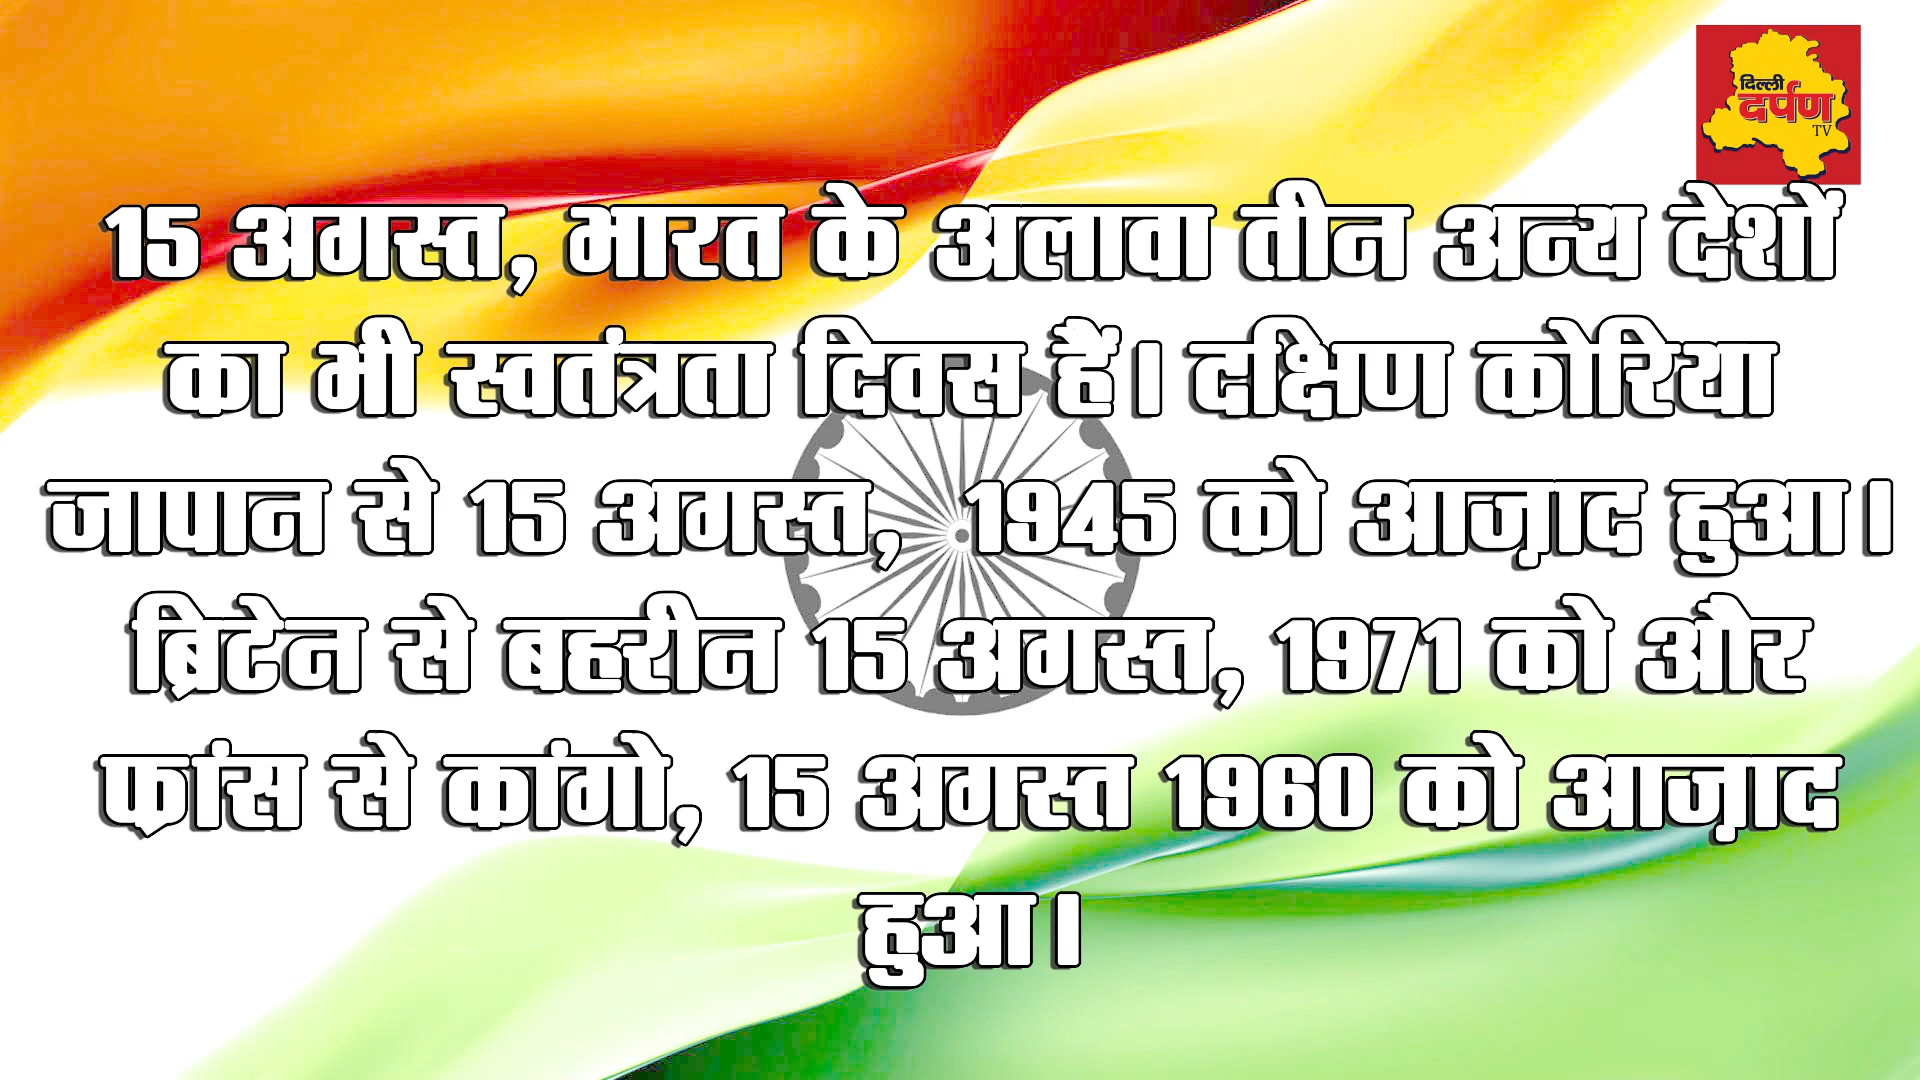 दिल्ली
दर्पण
TV
15 अगस्त, भारत के अलावा तीन अन्य देशों
का भी स्वतंत्रता दिवस हैं। दक्षिण कोरिया
जापान से 15 अगस्त, 1945 को आज़ाद हुआ।
ब्रिटेन से बहरीन 15 अगस्त, 1971 को और
फ्रांस से कांगो, 15 अगस्त 1960 को आज़ाद
हुआ।